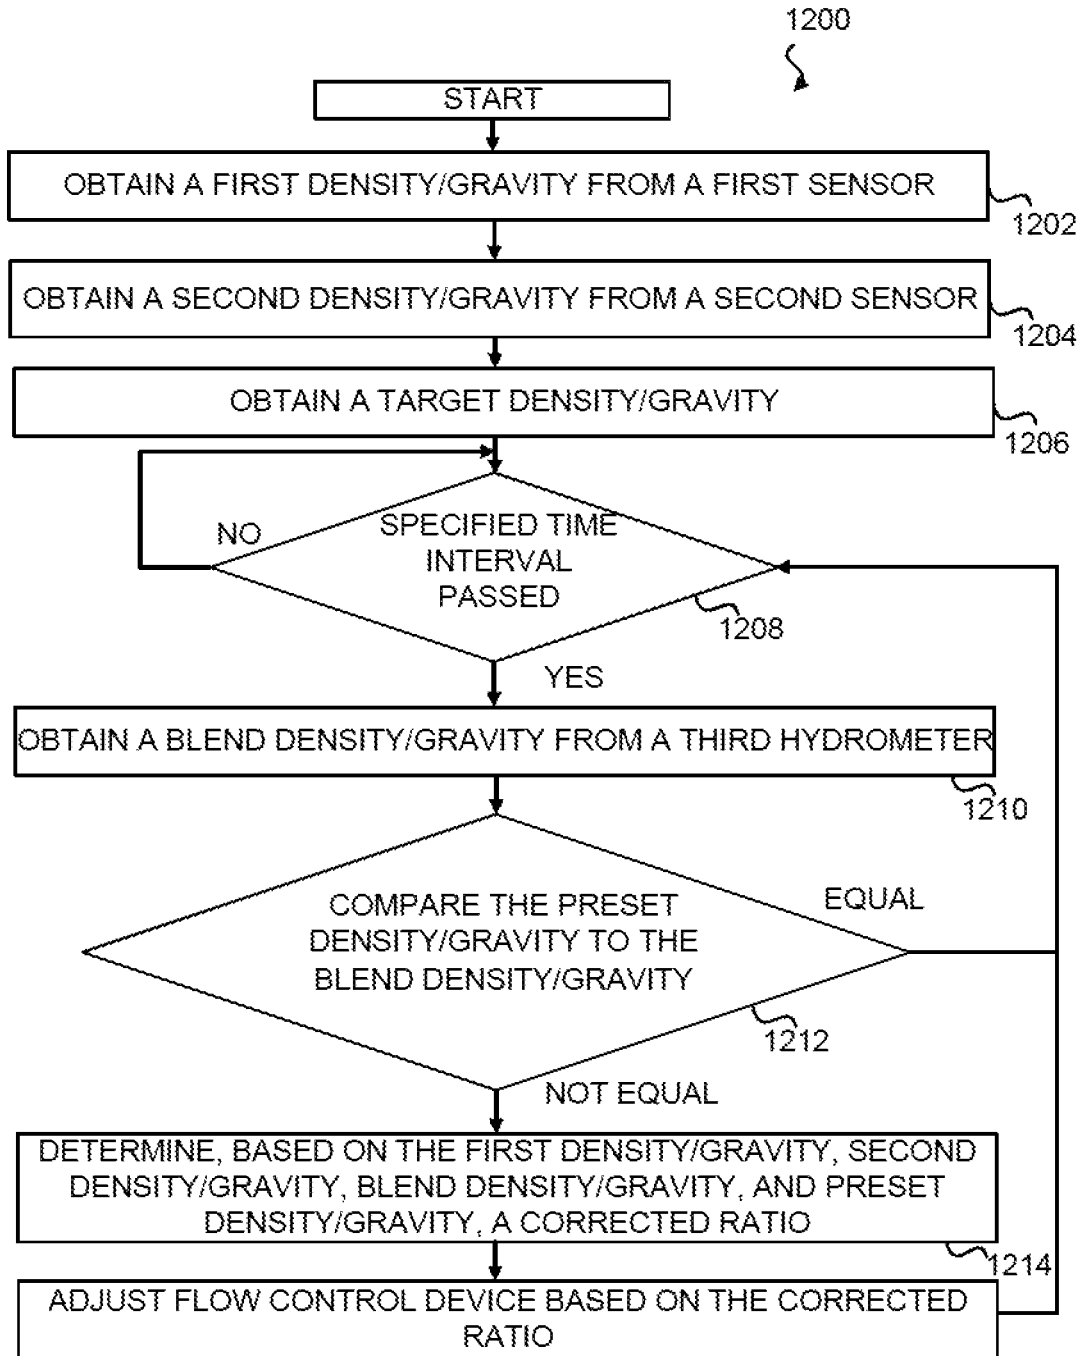 1200
START
OBTAIN A FIRST DENSITY/GRAVITY FROM A FIRST SENSOR
1202
OBTAIN A SECOND DENSITY/GRAVITY FROM A SECOND SENSOR
1204
OBTAIN A TARGET DENSITY/GRAVITY
1206
NO
SPECIFIED TIME
INTERVAL
PASSED
1208
YES
OBTAIN A BLEND DENSITY/GRAVITY FROM A THIRD HYDROMETER
1210
COMPARE THE PRESET
DENSITY/GRAVITY TO THE
BLEND DENSITY/GRAVITY
EQUAL
1212
NOT EQUAL
DETERMINE, BASED ON THE FIRST DENSITY/GRAVITY, SECOND
DENSITY/GRAVITY, BLEND DENSITY/GRAVITY, AND PRESET
DENSITY/GRAVITY, A CORRECTED RATIO
1214
ADJUST FLOW CONTROL DEVICE BASED ON THE CORRECTED
RATIO